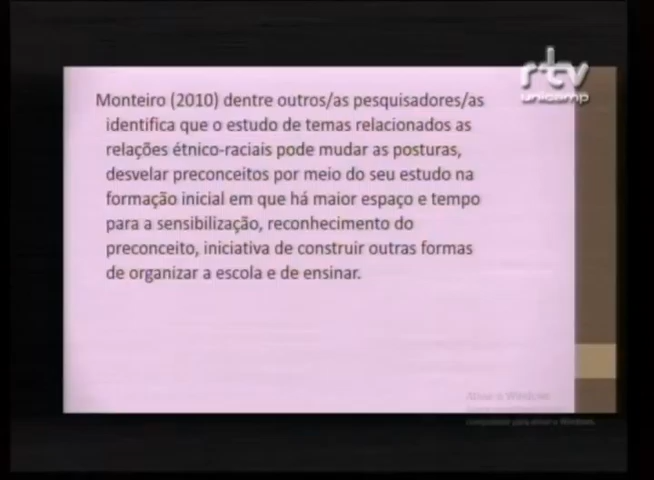 rtv
unicamp
Monteiro (2010) dentre outros/as pesquisadores/as
identifica que o estudo de temas relacionados as
relações étnico-raciais pode mudar as posturas,
desvelar preconceitos por meio do seu estudo na
formação inicial em que há maior espaço e tempo
para a sensibilização, reconhecimento do
preconceito, iniciativa de construir outras formas
de organizar a escola e de ensinar.
Ativar o Windows